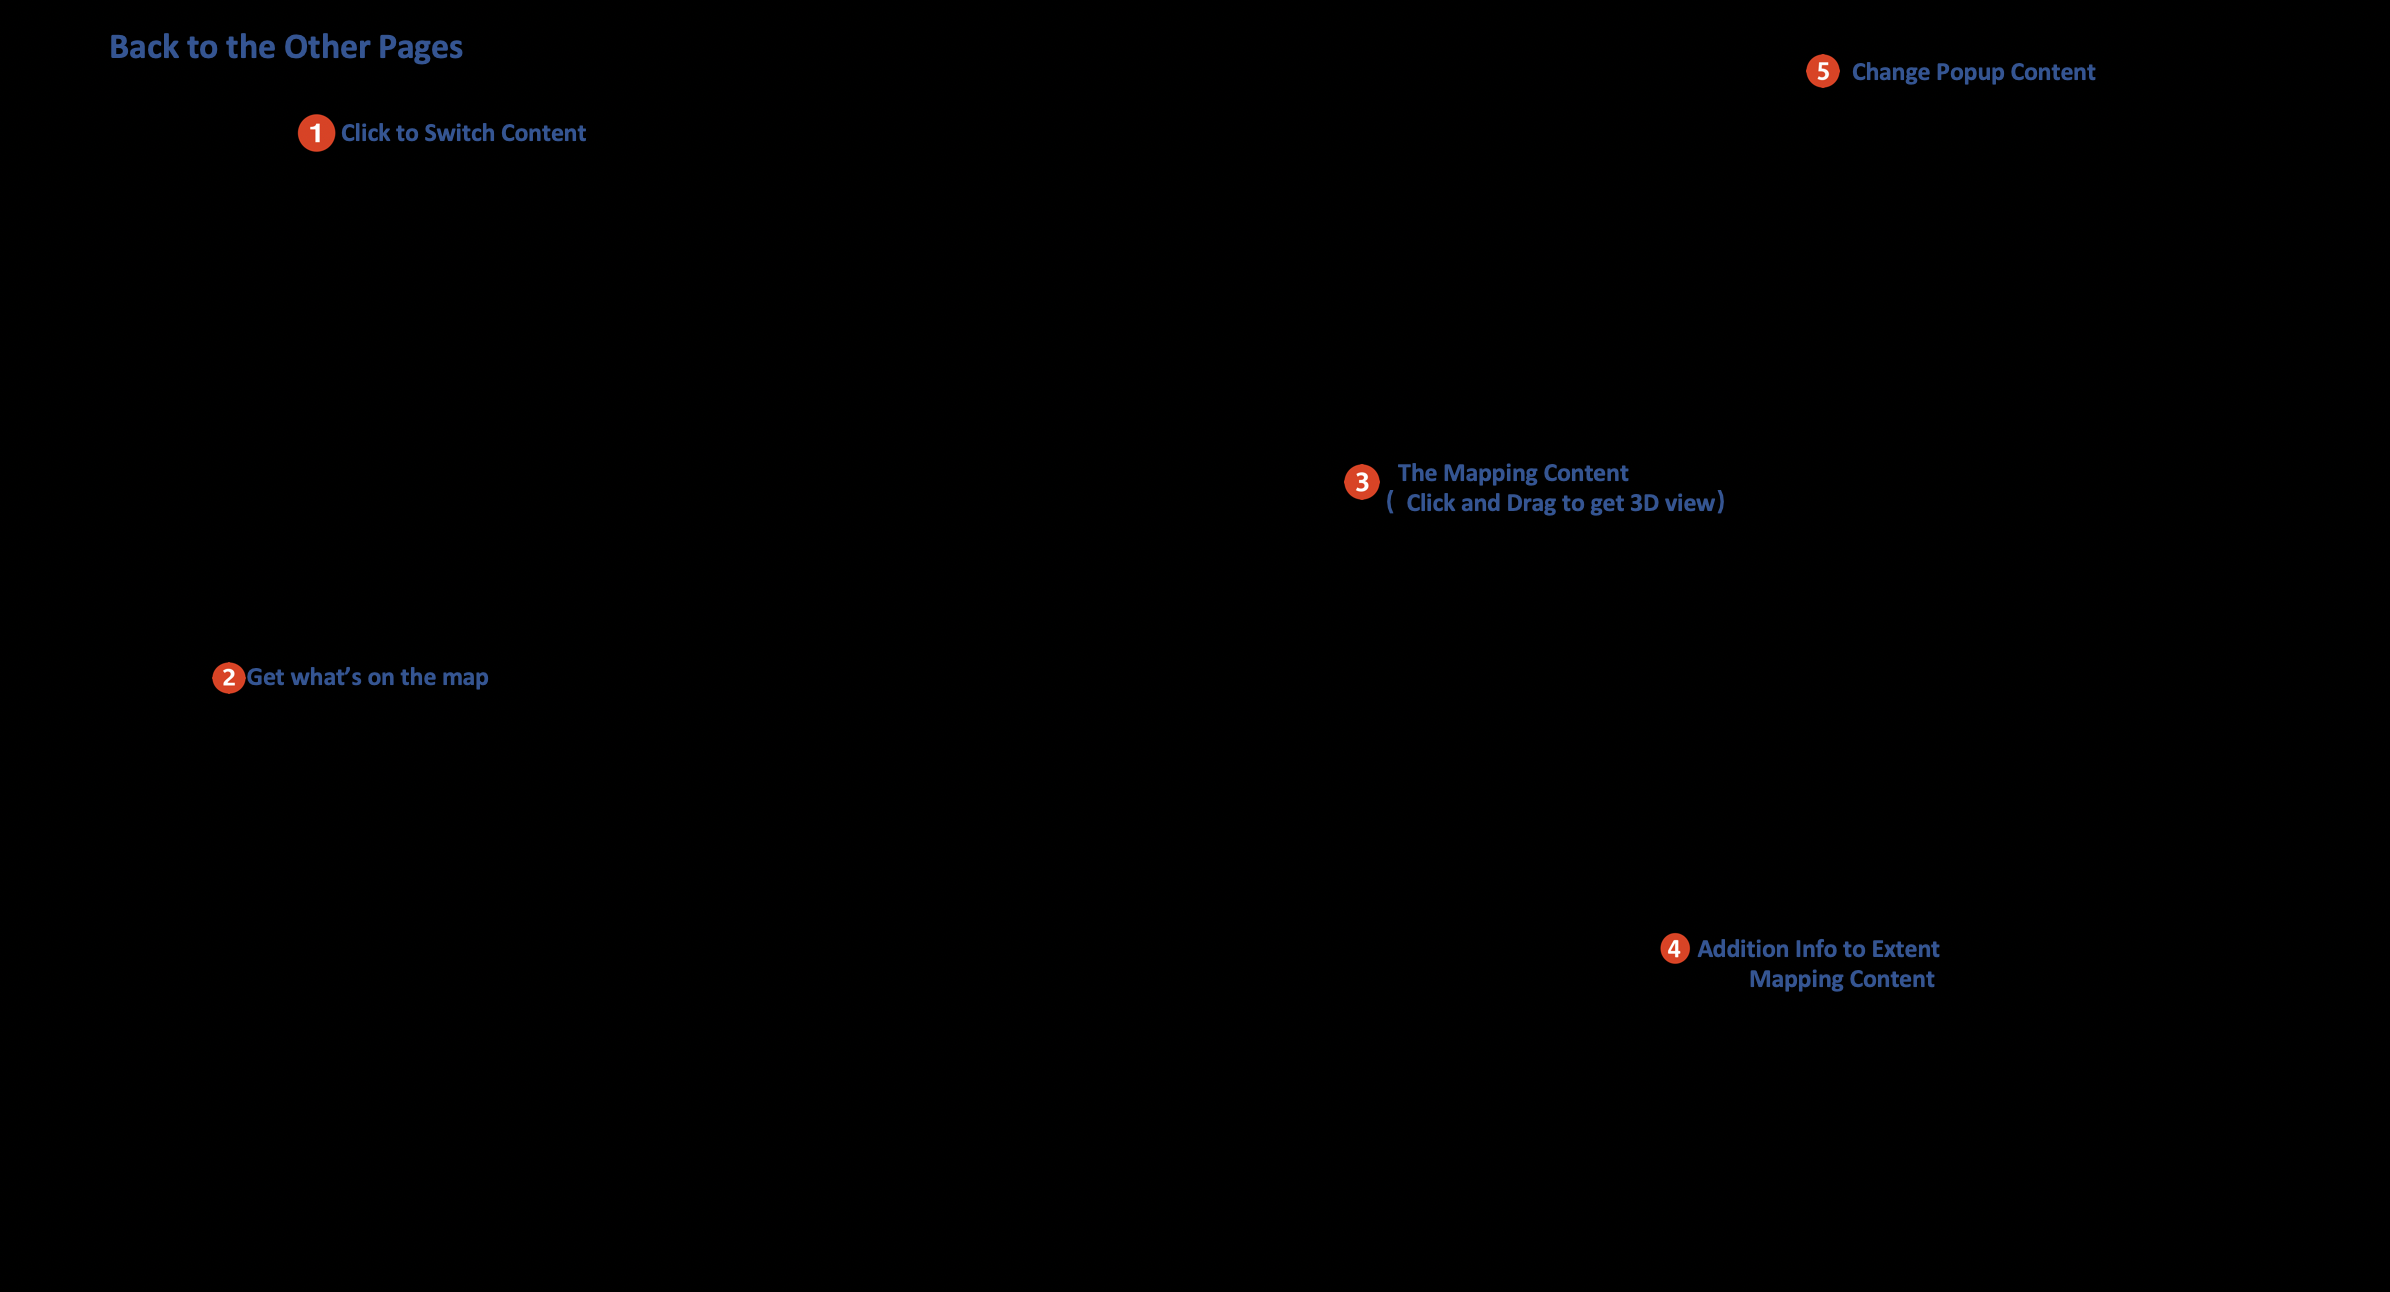 Back to the Other Pages
5 Change Popup Content
1 Click to Switch Content
3 The Mapping Content
( Click and Drag to get 3D view)
2 Get what’s on the map
4 Addition Info to Extent
Mapping Content